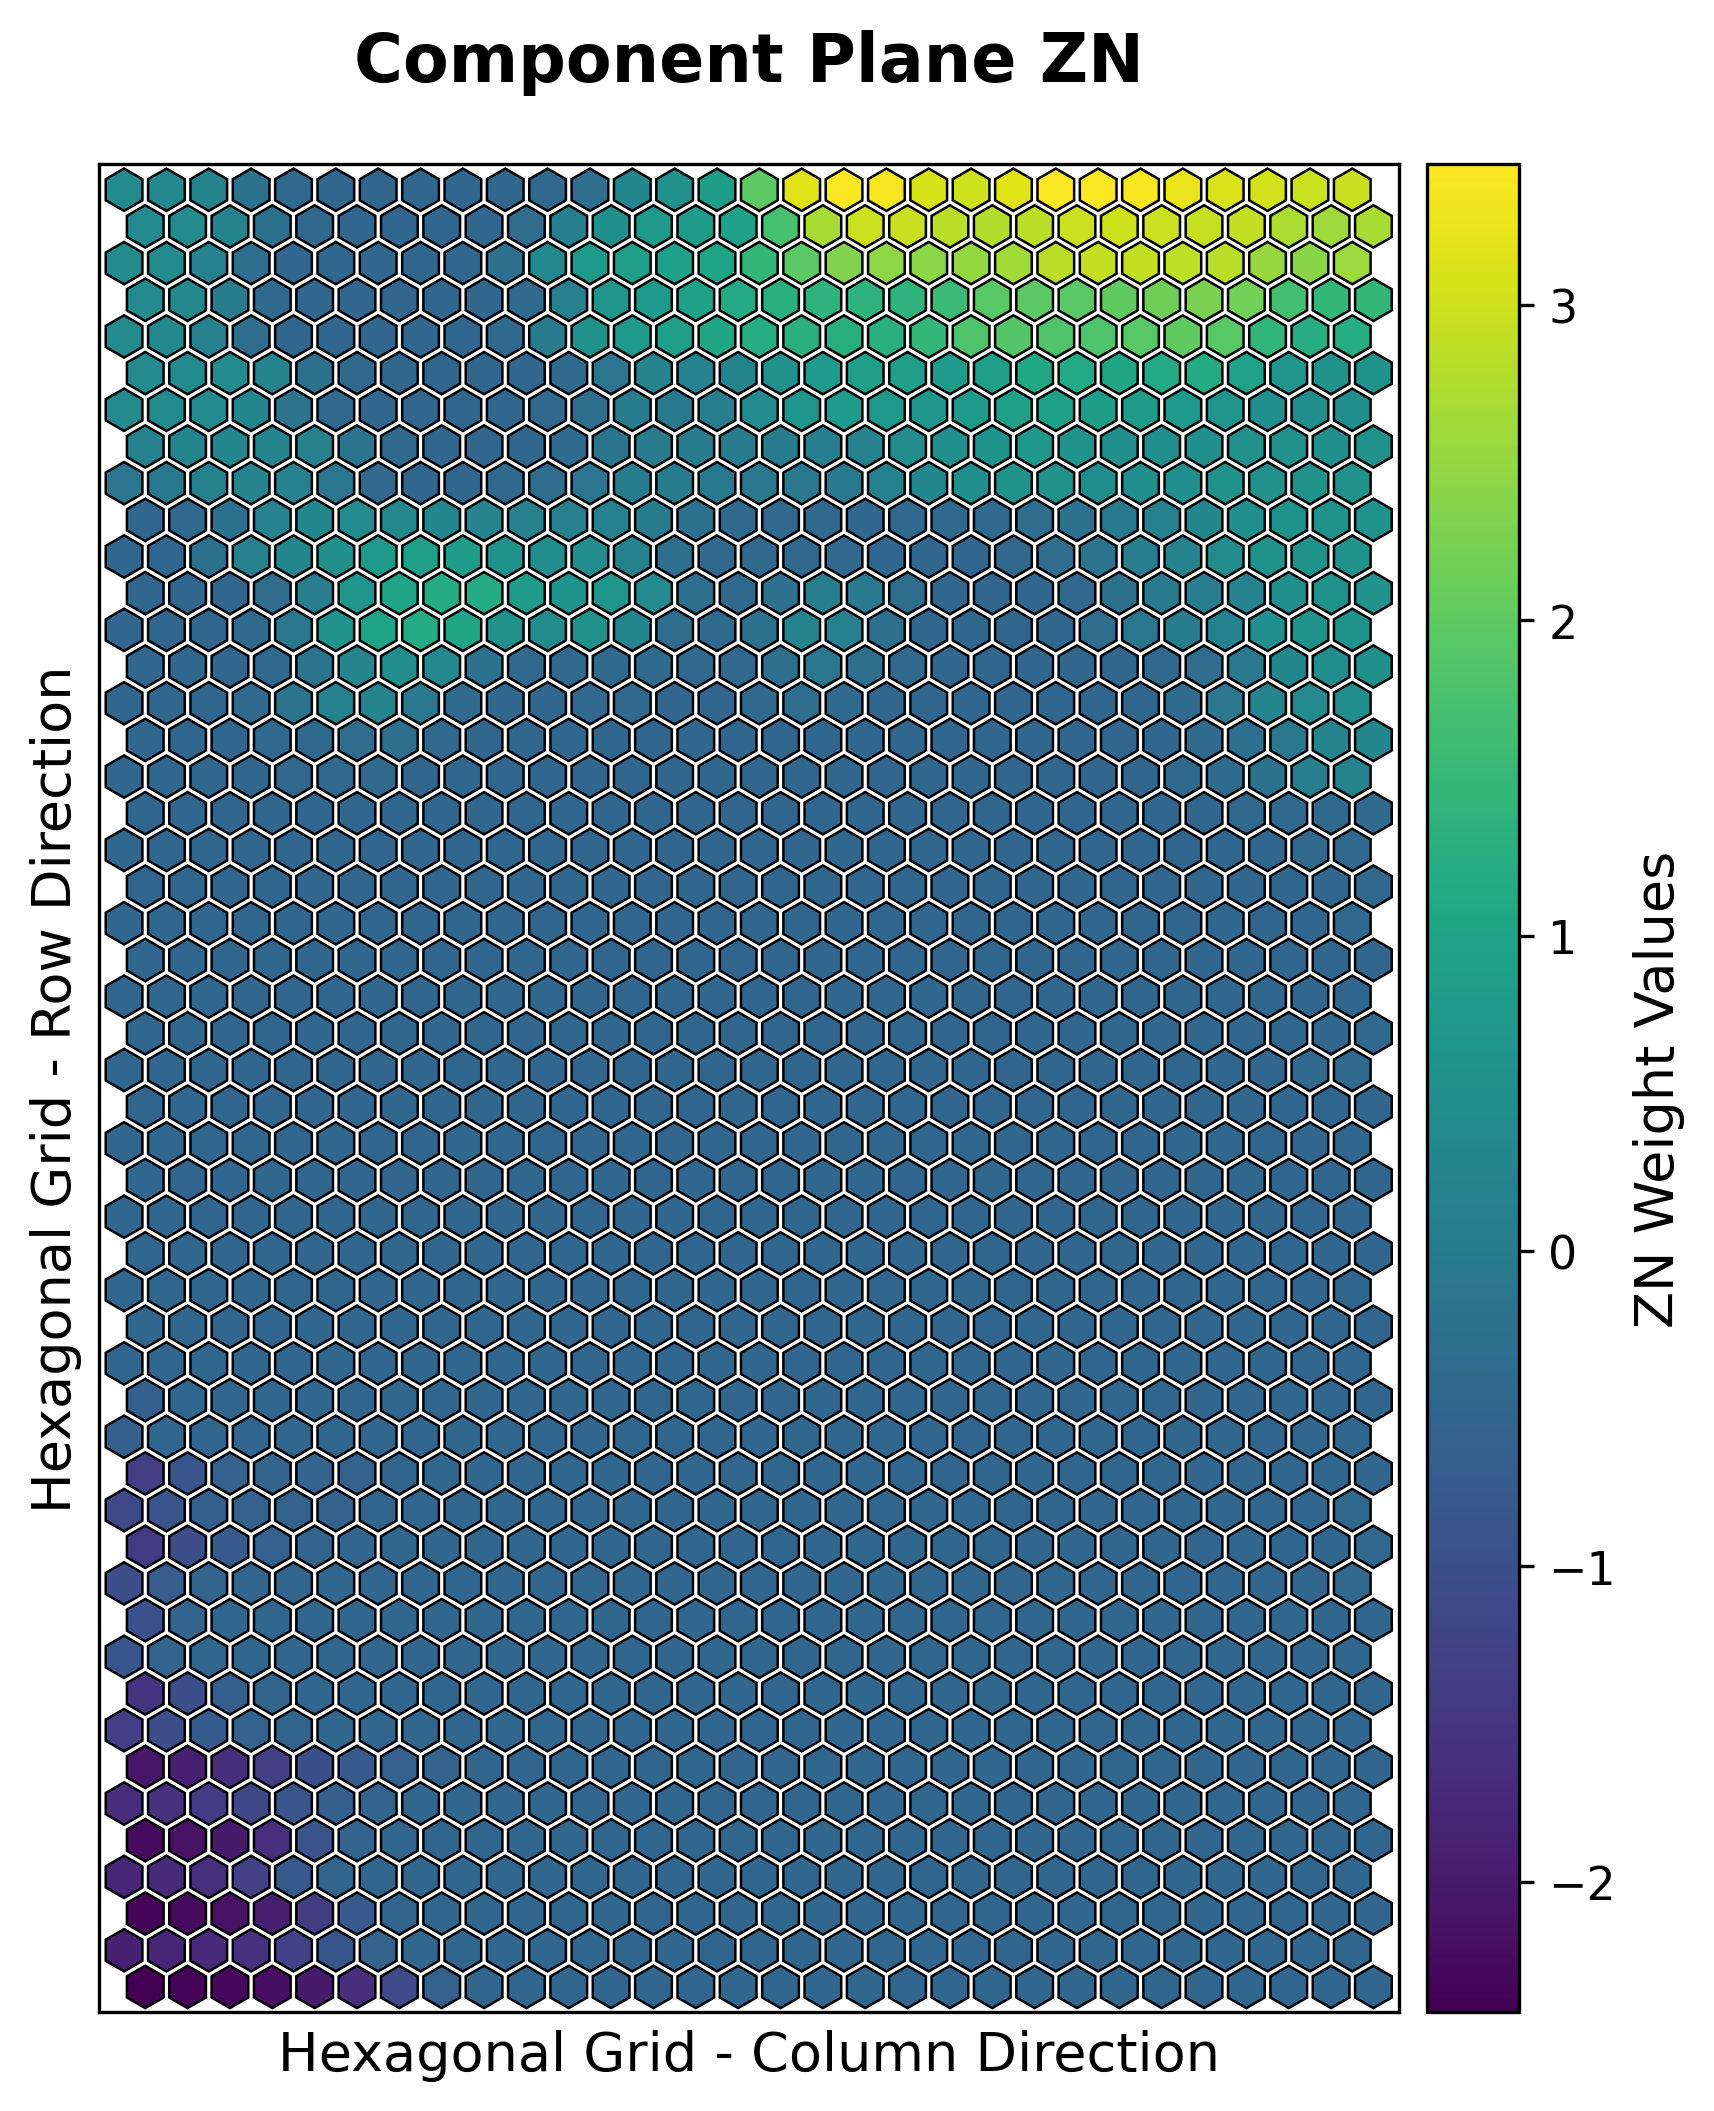 Component Plane ZN
Hexagonal Grid - Row Direction
Hexagonal Grid - Column Direction
3
2
1
0
−1
−2
ZN Weight Values